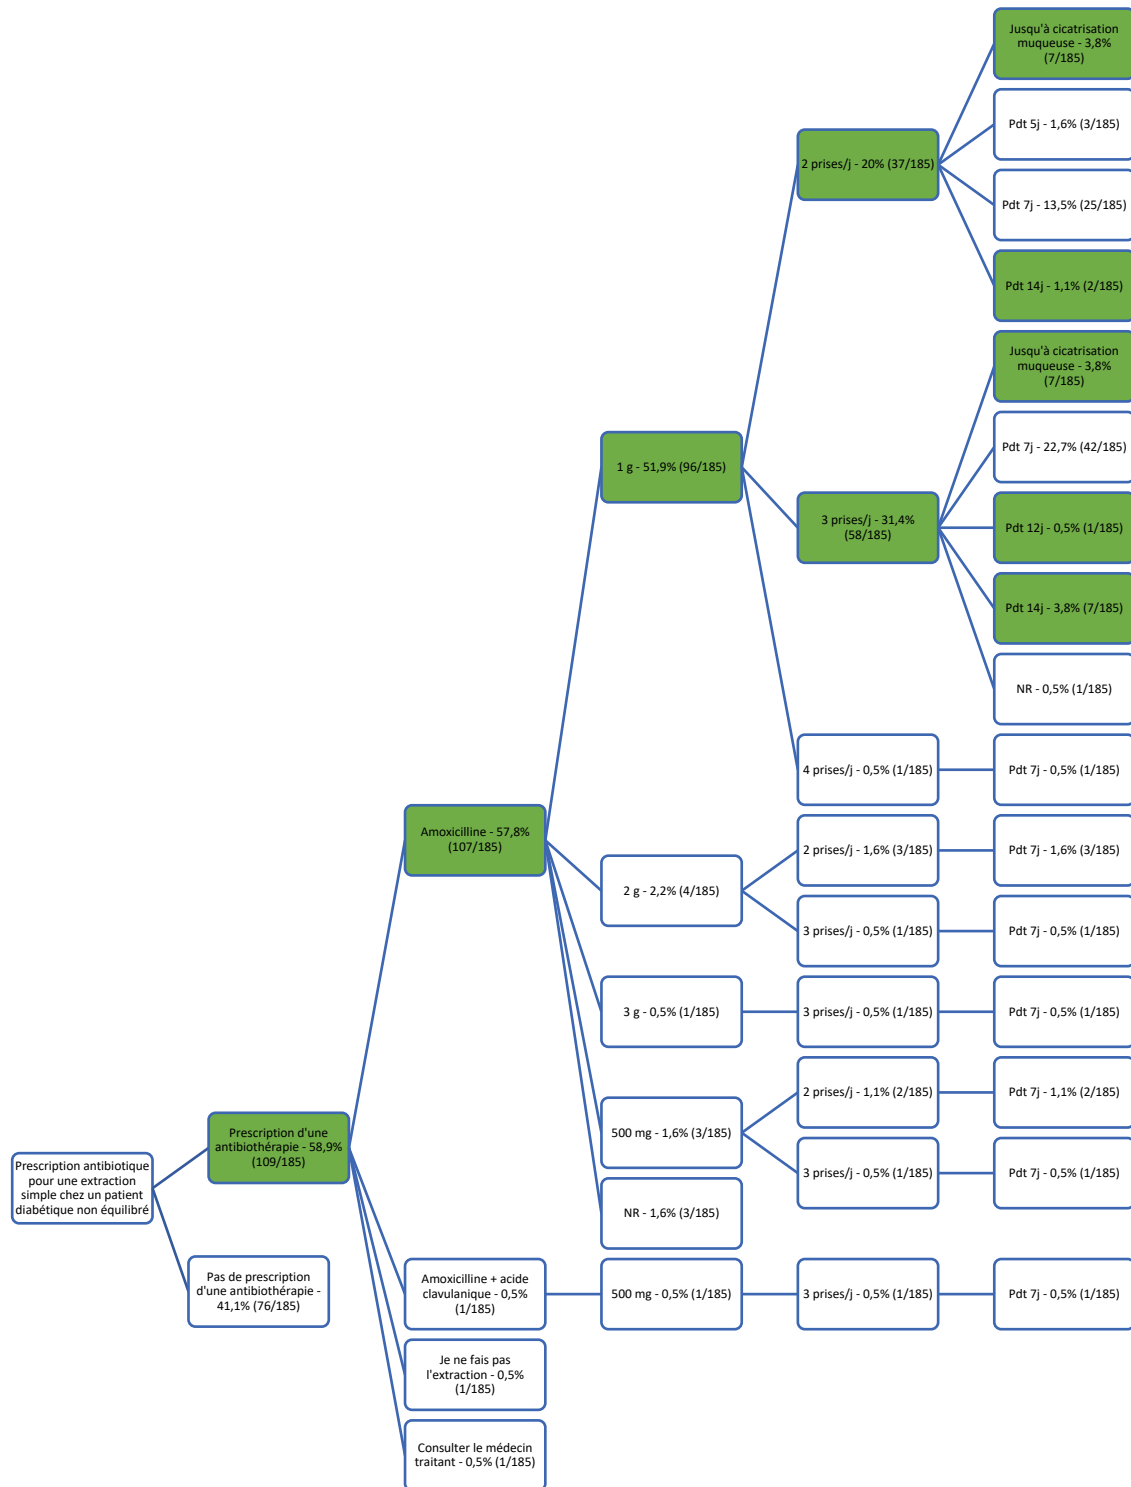 Prescription antibiotique
pour une extraction
simple chez un patient
diabétique non équilibré
Prescription d'une
antibiothérapie - 58,9%
(109/185)
Pas de prescription
d'une antibiothérapie -
41,1% (76/185)
Amoxicilline - 57,8%
(107/185)
Amoxicilline + acide
clavulanique - 0,5%
(1/185)
Je ne fais pas
l'extraction - 0,5%
(1/185)
Consulter le médecin
traitant - 0,5% (1/185)
1 g - 51,9% (96/185)
2 g - 2,2% (4/185)
3 g - 0,5% (1/185)
500 mg - 1,6% (3/185)
NR - 1,6% (3/185)
500 mg - 0,5% (1/185)
2 prises/j - 20% (37/185)
3 prises/j - 31,4%
(58/185)
4 prises/j - 0,5% (1/185)
2 prises/j - 1,6% (3/185)
3 prises/j - 0,5% (1/185)
3 prises/j - 0,5% (1/185)
2 prises/j - 1,1% (2/185)
3 prises/j - 0,5% (1/185)
3 prises/j - 0,5% (1/185)
Jusqu'à cicatrisation
muqueuse - 3,8%
(7/185)
Pdt 5j - 1,6% (3/185)
Pdt 7j - 13,5% (25/185)
Pdt 14j - 1,1% (2/185)
Jusqu'à cicatrisation
muqueuse - 3,8%
(7/185)
Pdt 7j - 22,7% (42/185)
Pdt 12j - 0,5% (1/185)
Pdt 14j - 3,8% (7/185)
NR - 0,5% (1/185)
Pdt 7j - 0,5% (1/185)
Pdt 7j - 1,6% (3/185)
Pdt 7j - 0,5% (1/185)
Pdt 7j - 0,5% (1/185)
Pdt 7j - 1,1% (2/185)
Pdt 7j - 0,5% (1/185)
Pdt 7j - 0,5% (1/185)